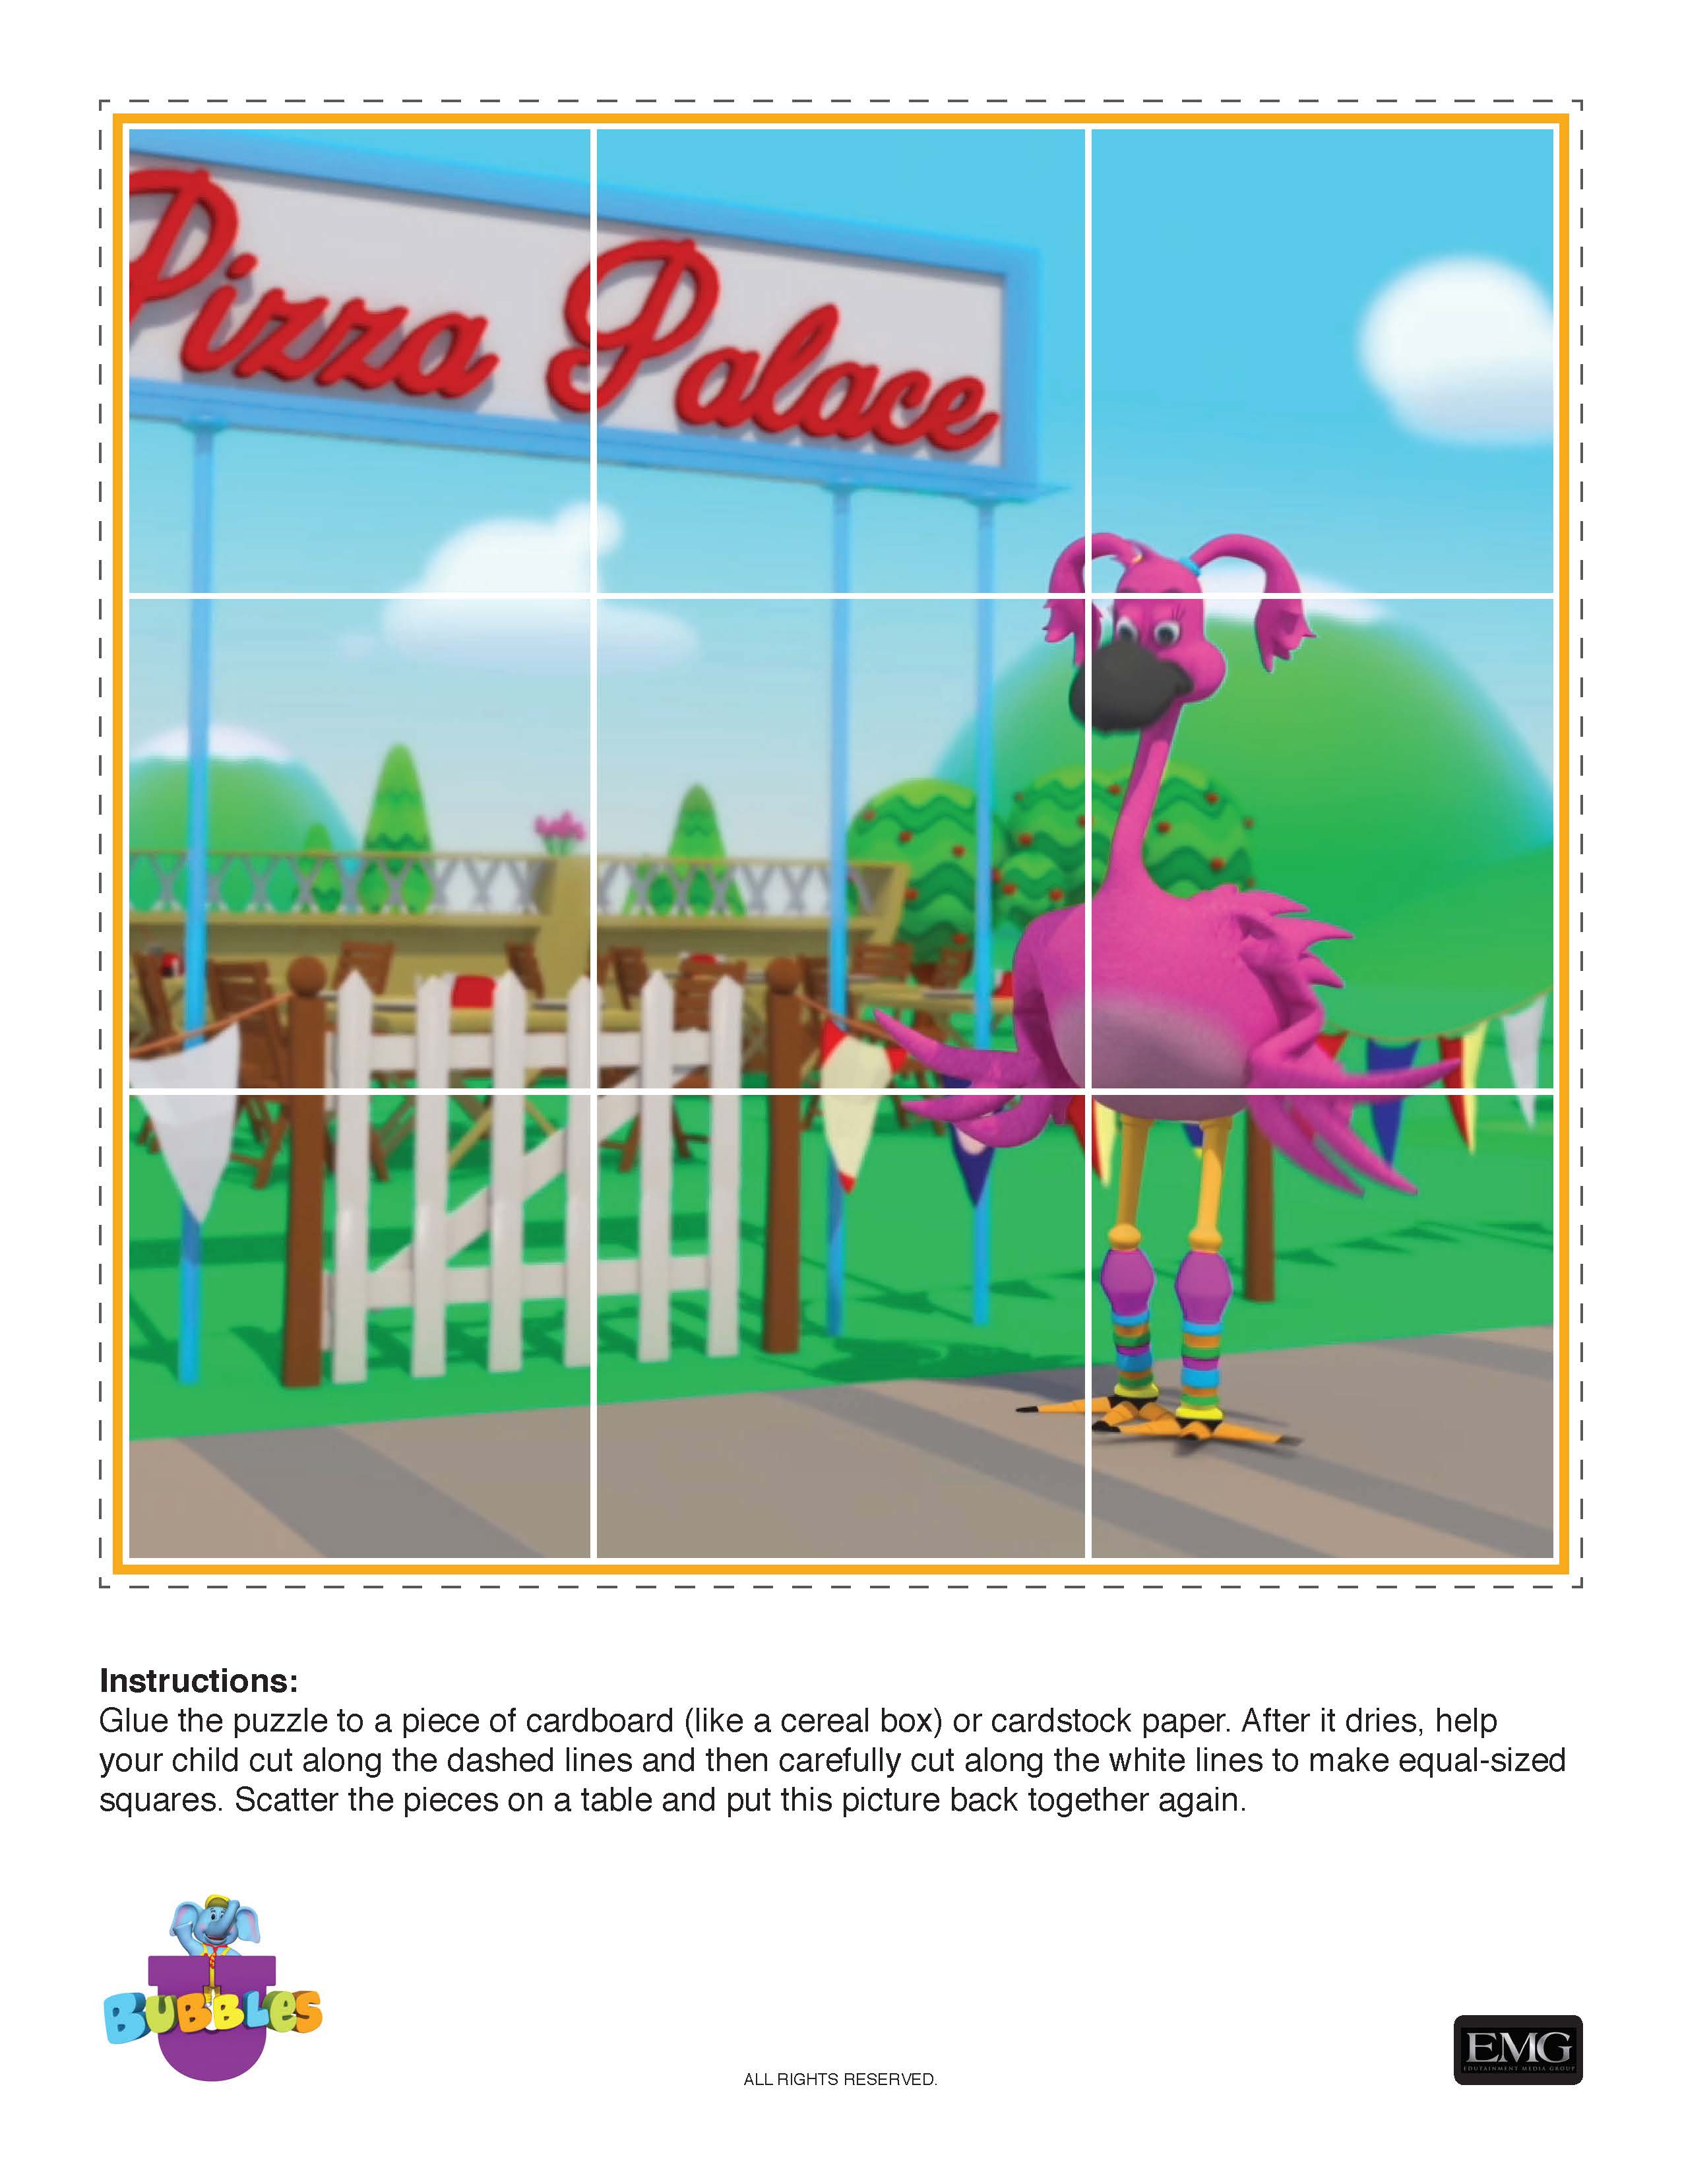 Pizza Palace
Instructions:
Glue the puzzle to a piece of cardboard (like a cereal box) or cardstock paper. After it dries, help
your child cut along the dashed lines and then carefully cut along the white lines to make equal-sized
squares. Scatter the pieces on a table and put this picture back together again.
U
BUBBLES
ALL RIGHTS RESERVED.
EMG
EDUTAINMENT MEDIA GROUP